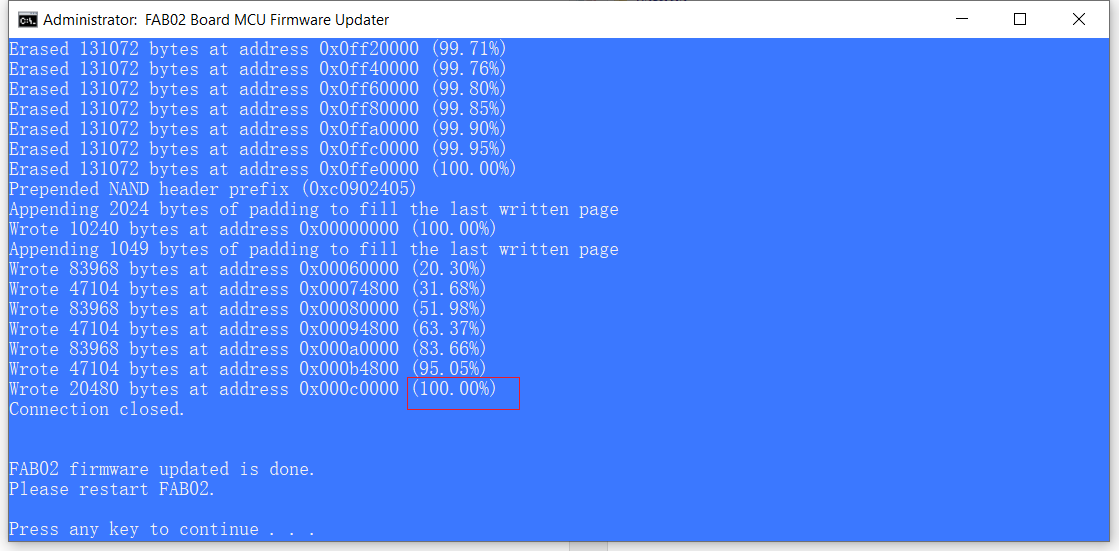 Administrator:  FAB02 Board MCU Firmware Updater
Erased 131072 bytes at address 0x0ff20000 (99.71%)
Erased 131072 bytes at address 0x0ff40000 (99.76%)
Erased 131072 bytes at address 0x0ff60000 (99.80%)
Erased 131072 bytes at address 0x0ff80000 (99.85%)
Erased 131072 bytes at address 0x0ffa0000 (99.90%)
Erased 131072 bytes at address 0x0ffc0000 (99.95%)
Erased 131072 bytes at address 0x0ffe0000 (100.00%)
Prepended NAND header prefix (0xc0902405)
Appending 2024 bytes of padding to fill the last written page
Wrote 10240 bytes at address 0x00000000 (100.00%)
Appending 1049 bytes of padding to fill the last written page
Wrote 83968 bytes at address 0x00060000 (20.30%)
Wrote 47104 bytes at address 0x00074800 (31.68%)
Wrote 83968 bytes at address 0x00080000 (51.98%)
Wrote 47104 bytes at address 0x00094800 (63.37%)
Wrote 83968 bytes at address 0x000a0000 (83.66%)
Wrote 47104 bytes at address 0x000b4800 (95.05%)
Wrote 20480 bytes at address 0x000c0000 (100.00%)
Connection closed.
FAB02 firmware updated is done.
Please restart FAB02.
Press any key to continue . . .